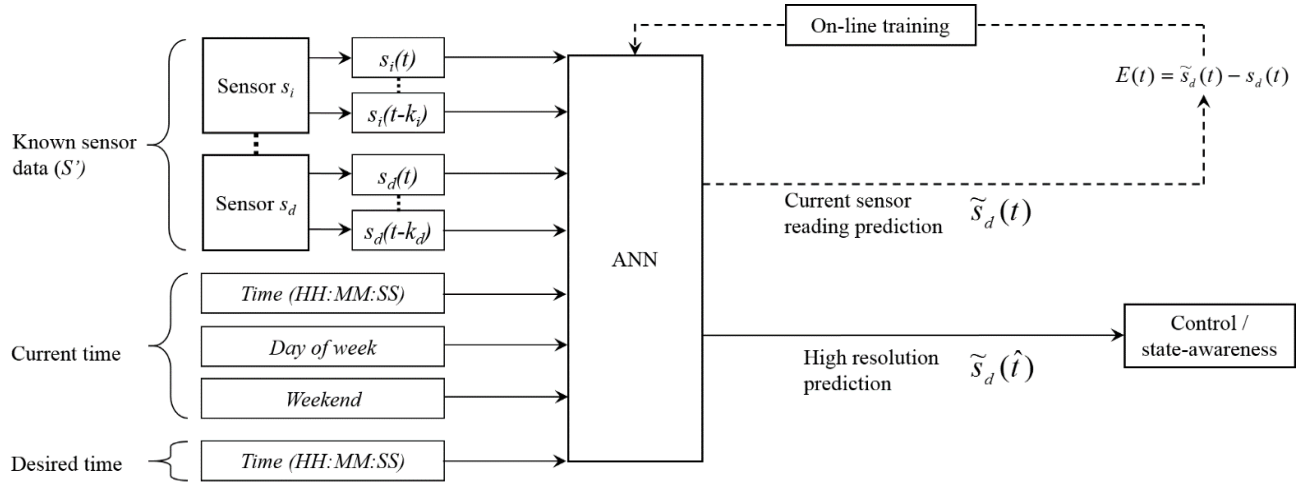 On-line training
E(t) = s̃_d(t) − s_d(t)
Known sensor
data (S’)
Sensor s_i
s_i(t)
s_i(t-k_i)
Sensor s_d
s_d(t)
s_d(t-k_d)
Current time
Time (HH:MM:SS)
Day of week
Weekend
Desired time
Time (HH:MM:SS)
ANN
Current sensor
reading prediction
s̃_d(t)
High resolution
prediction
s̃_d(t̂)
Control /
state-awareness